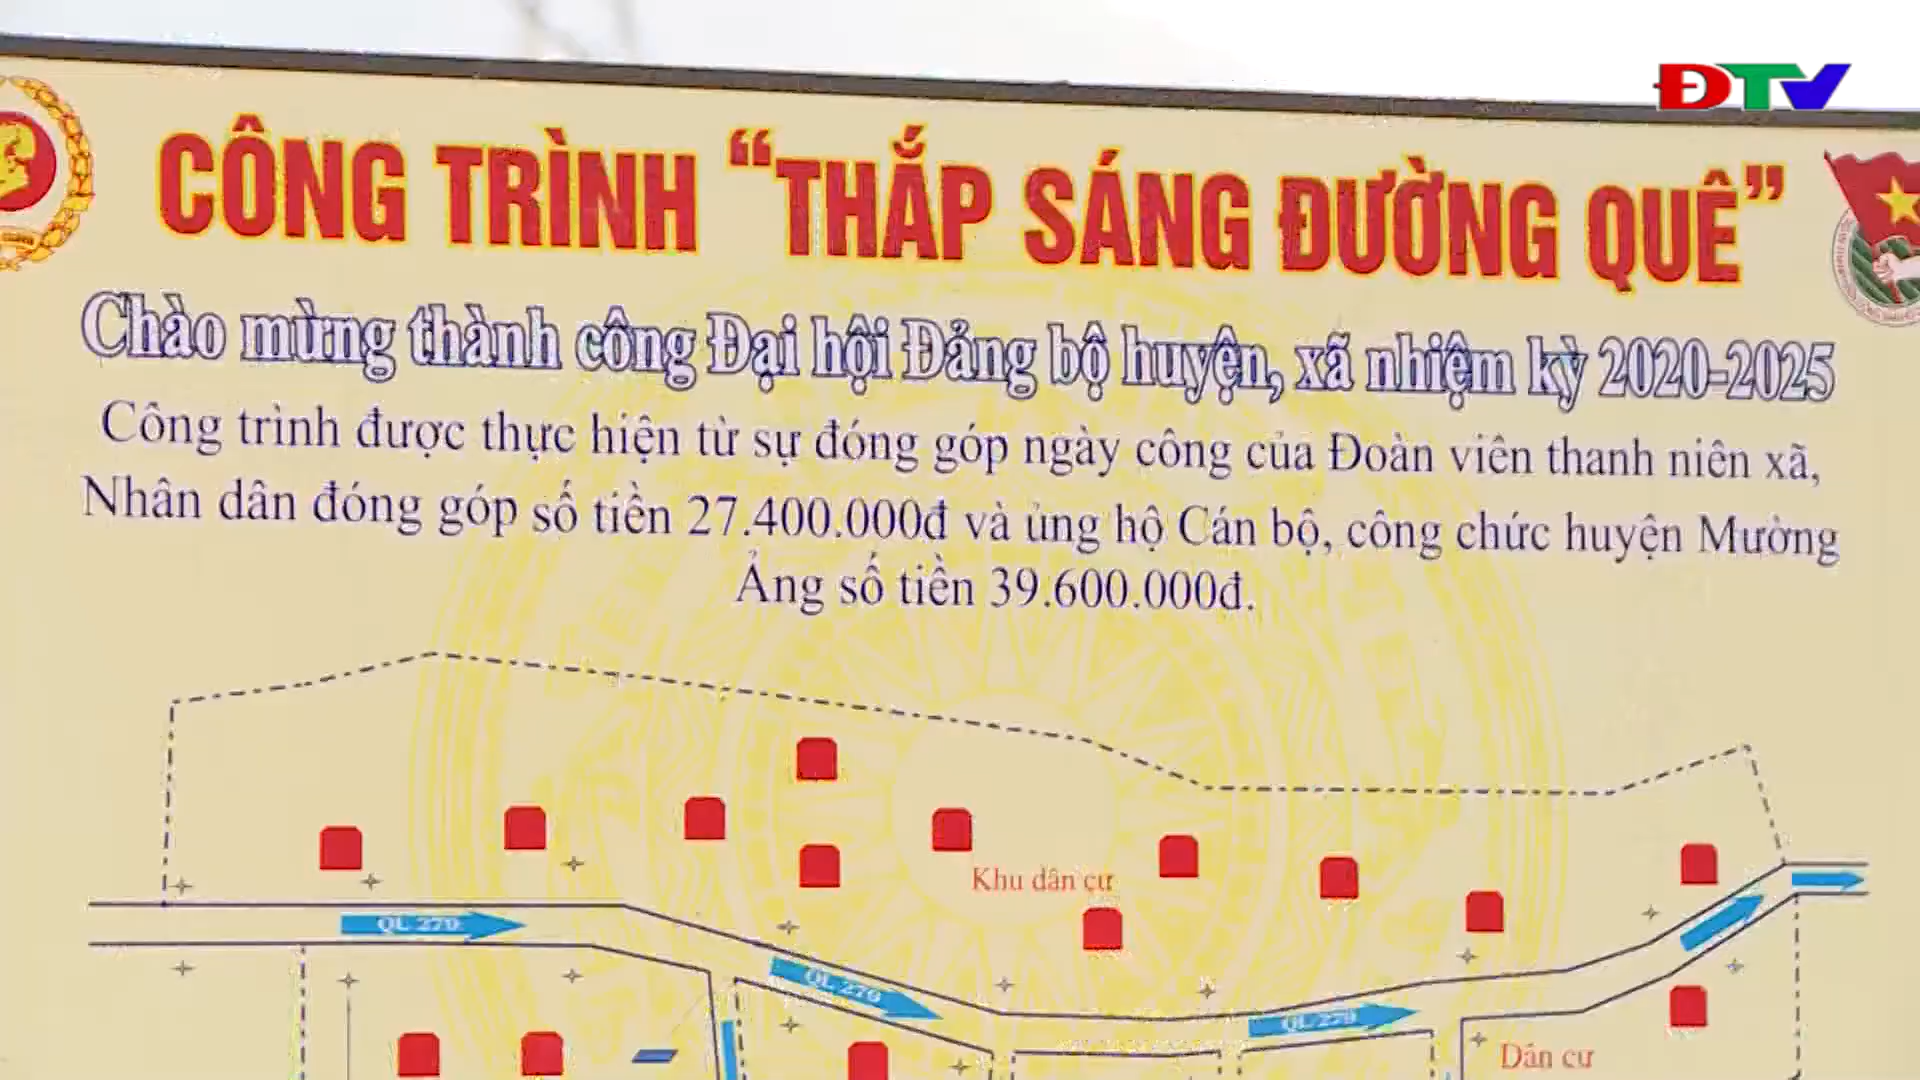 ĐTV
CÔNG TRÌNH “THẮP SÁNG ĐƯỜNG QUÊ”
Chào mừng thành công Đại hội Đảng bộ huyện, xã nhiệm kỳ 2020-2025
Công trình được thực hiện từ sự đóng góp ngày công của Đoàn viên thanh niên xã,
Nhân dân đóng góp số tiền 27.400.000đ và ủng hộ Cán bộ, công chức huyện Mường
Ảng số tiền 39.600.000đ.
Khu dân cư
QL 279
QL 279
QL 279
Dân cư